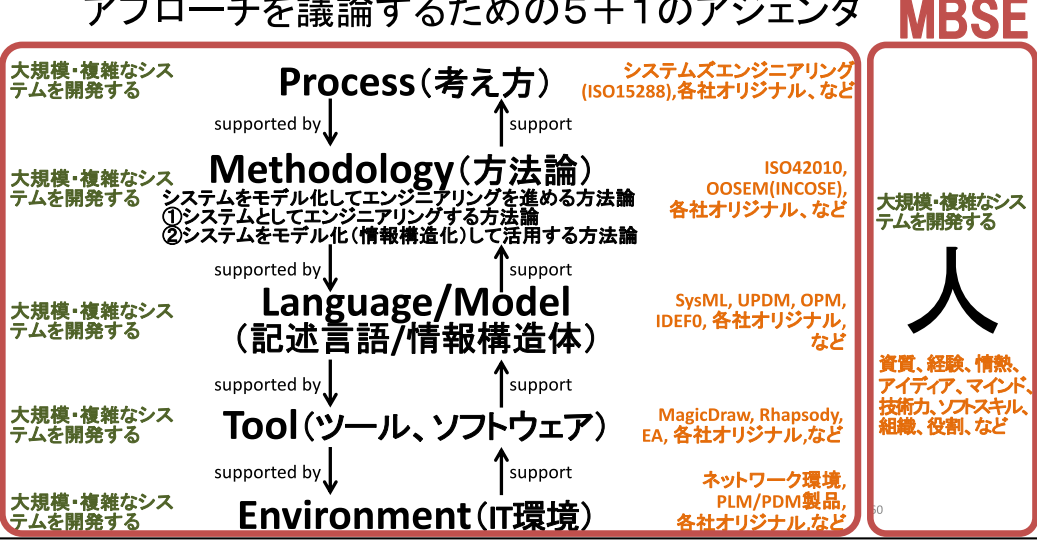 アプローチを議論するための5+1のアジェンダ
MBSE
大規模・複雑なシス
テムを開発する
Process(考え方)
システムズエンジニアリング
(ISO15288),各社オリジナル、など
supported by
support
大規模・複雑なシス
テムを開発する
Methodology(方法論)
システムをモデル化してエンジニアリングを進める方法論
①システムとしてエンジニアリングする方法論
②システムをモデル化(情報構造化)して活用する方法論
ISO42010,
OOSEM(INCOSE),
各社オリジナル、など
supported by
support
大規模・複雑なシス
テムを開発する
Language/Model
(記述言語/情報構造体)
SysML, UPDM, OPM,
IDEF0, 各社オリジナル,
など
supported by
support
大規模・複雑なシス
テムを開発する
Tool(ツール、ソフトウェア)
MagicDraw, Rhapsody,
EA, 各社オリジナル,など
supported by
support
大規模・複雑なシス
テムを開発する
Environment(IT環境)
ネットワーク環境,
PLM/PDM製品,
各社オリジナル,など
大規模・複雑なシス
テムを開発する
人
資質、経験、情熱、
アイディア、マインド、
技術力、ソフトスキル、
組織、役割、など